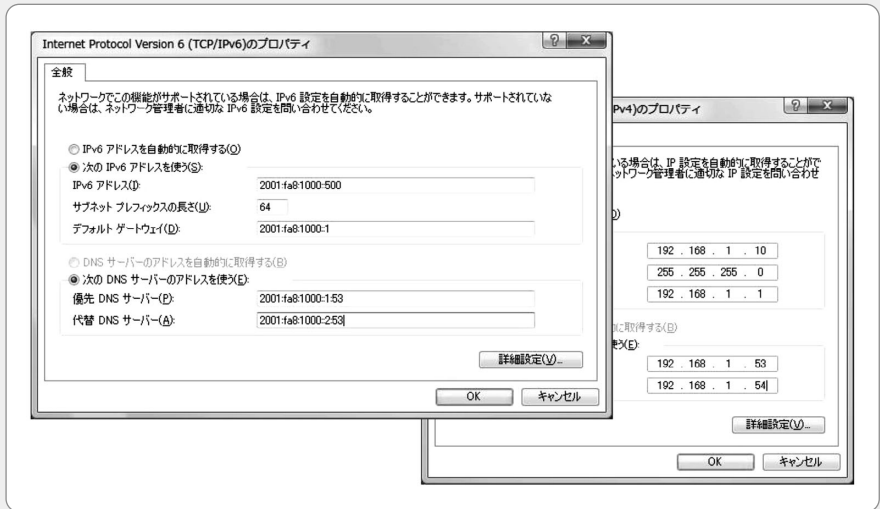 Internet Protocol Version 6 (TCP/IPv6)のプロパティ
全般
ネットワークでこの機能がサポートされている場合は、IPv6 設定を自動的に取得することができます。サポートされていな
い場合は、ネットワーク管理者に適切な IPv6 設定を問い合わせてください。
IPv6 アドレスを自動的に取得する(O)
次の IPv6 アドレスを使う(S):
IPv6 アドレス(I): 2001:fa8:1000::500
サブネット プレフィックスの長さ(U): 64
デフォルト ゲートウェイ(D): 2001:fa8:1000::1
DNS サーバーのアドレスを自動的に取得する(B)
次の DNS サーバーのアドレスを使う(E):
優先 DNS サーバー(P): 2001:fa8:1000::1:53
代替 DNS サーバー(A): 2001:fa8:1000::2:53
詳細設定(V)...
OK キャンセル
Pv4)のプロパティ
いる場合は、IP 設定を自動的に取得することがで
ットワーク管理者に適切な IP 設定を問い合わせ
192 . 168 . 1 . 10
255 . 255 . 255 . 0
192 . 168 . 1 . 1
に取得する(B)
使う(E):
192 . 168 . 1 . 53
192 . 168 . 1 . 54
詳細設定(V)...
OK キャンセル